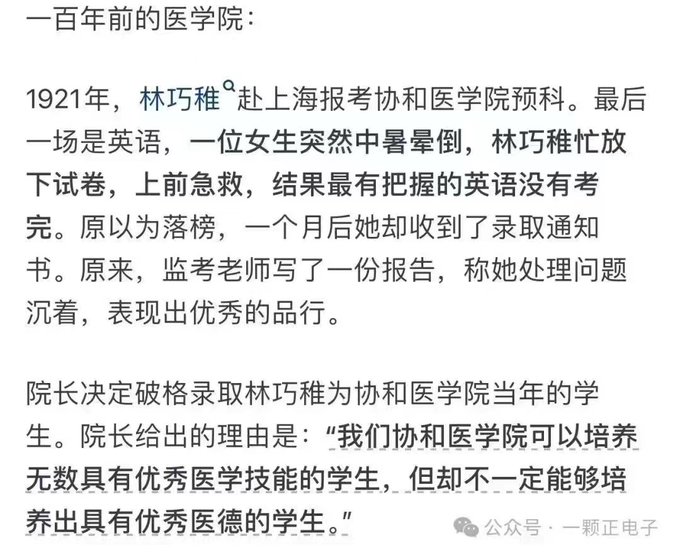 一百年前的医学院：
1921年，林巧稚赴上海报考协和医学院预科。最后
一场是英语，一位女生突然中暑晕倒，林巧稚忙放
下试卷，上前急救，结果最有把握的英语没有考
完。原以为落榜，一个月后她却收到了录取通知
书。原来，监考老师写了一份报告，称她处理问题
沉着，表现出优秀的品行。
院长决定破格录取林巧稚为协和医学院当年的学
生。院长给出的理由是：“我们协和医学院可以培养
无数具有优秀医学技能的学生，但却不一定能够培
养出具有优秀医德的学生。”
公众号 · 一颗正电子